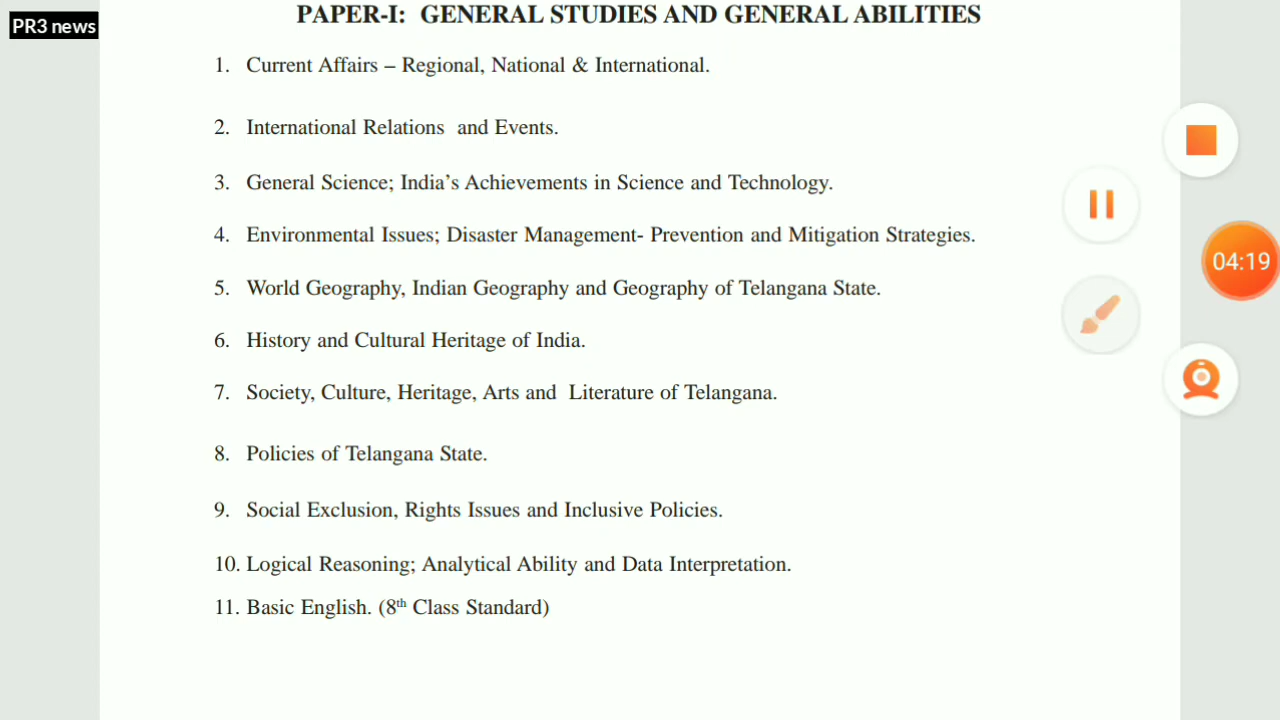 PAPER-I: GENERAL STUDIES AND GENERAL ABILITIES
PR3 news
1. Current Affairs – Regional, National & International.
2. International Relations and Events.
3. General Science; India’s Achievements in Science and Technology.
4. Environmental Issues; Disaster Management- Prevention and Mitigation Strategies.
04:19
5. World Geography, Indian Geography and Geography of Telangana State.
6. History and Cultural Heritage of India.
7. Society, Culture, Heritage, Arts and Literature of Telangana.
8. Policies of Telangana State.
9. Social Exclusion, Rights Issues and Inclusive Policies.
10. Logical Reasoning; Analytical Ability and Data Interpretation.
11. Basic English. (8th Class Standard)